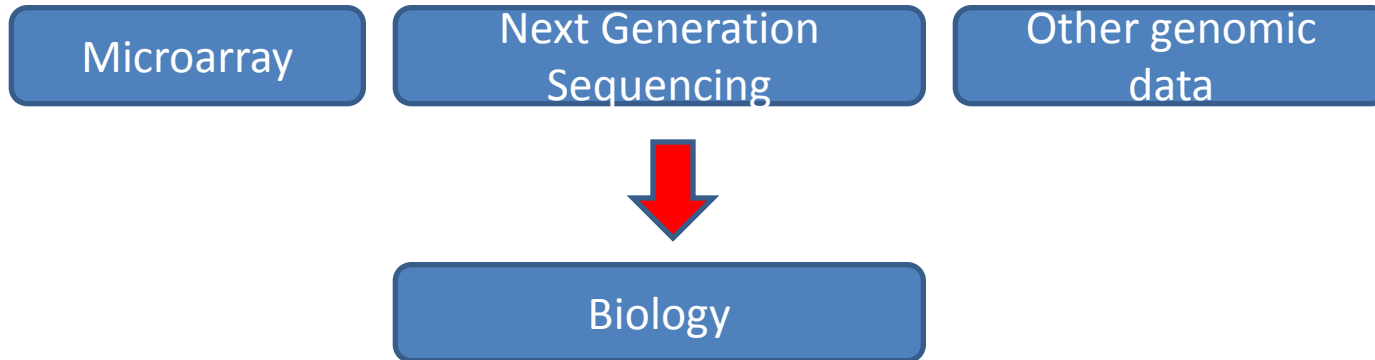 Microarray
Next Generation
Sequencing
Other genomic
data
Biology